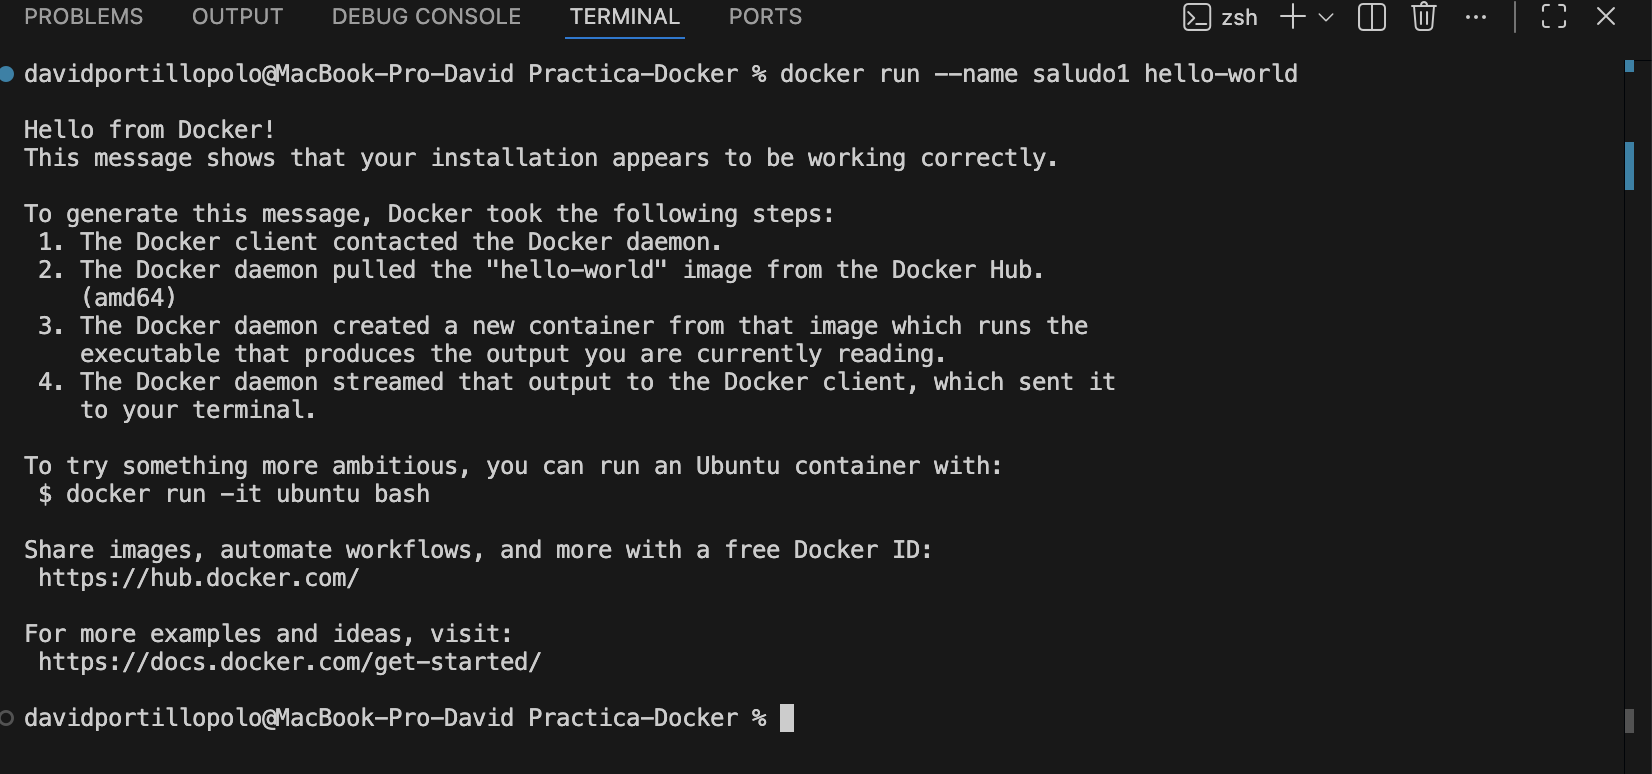 PROBLEMS OUTPUT DEBUG CONSOLE TERMINAL PORTS zsh
davidportillopolo@MacBook-Pro-David Practica-Docker % docker run --name saludo1 hello-world
Hello from Docker!
This message shows that your installation appears to be working correctly.
To generate this message, Docker took the following steps:
1. The Docker client contacted the Docker daemon.
2. The Docker daemon pulled the "hello-world" image from the Docker Hub.
(amd64)
3. The Docker daemon created a new container from that image which runs the
executable that produces the output you are currently reading.
4. The Docker daemon streamed that output to the Docker client, which sent it
to your terminal.
To try something more ambitious, you can run an Ubuntu container with:
$ docker run -it ubuntu bash
Share images, automate workflows, and more with a free Docker ID:
https://hub.docker.com/
For more examples and ideas, visit:
https://docs.docker.com/get-started/
davidportillopolo@MacBook-Pro-David Practica-Docker %